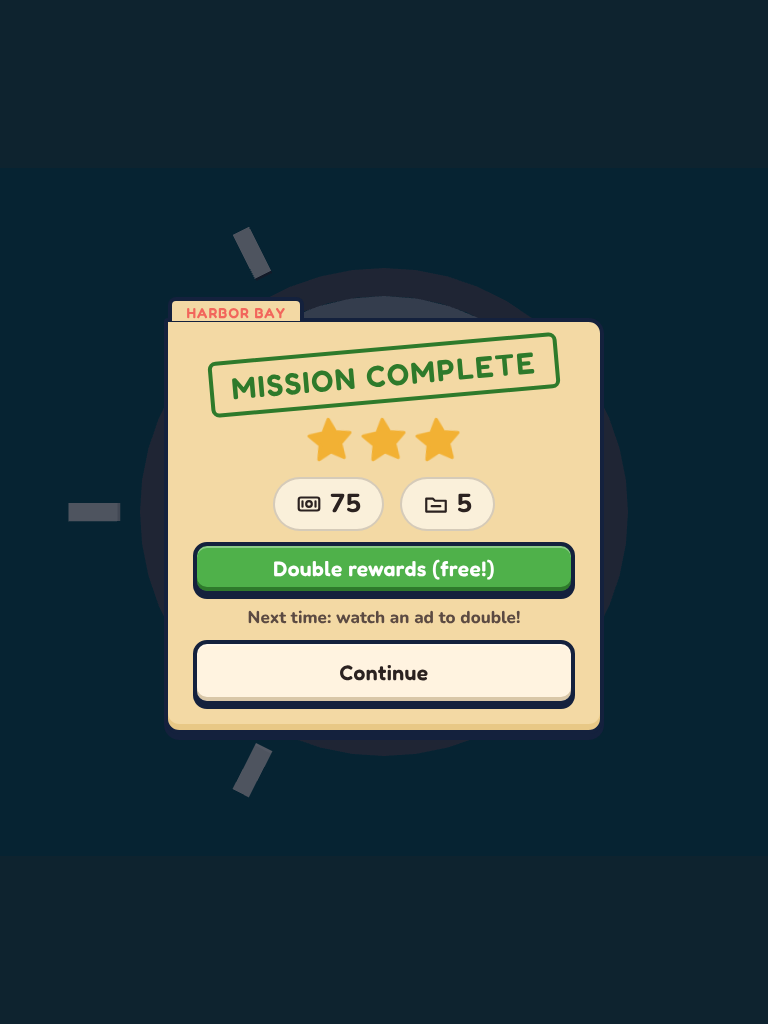 HARBOR BAY
MISSION COMPLETE
75 5
Double rewards (free!)
Next time: watch an ad to double!
Continue